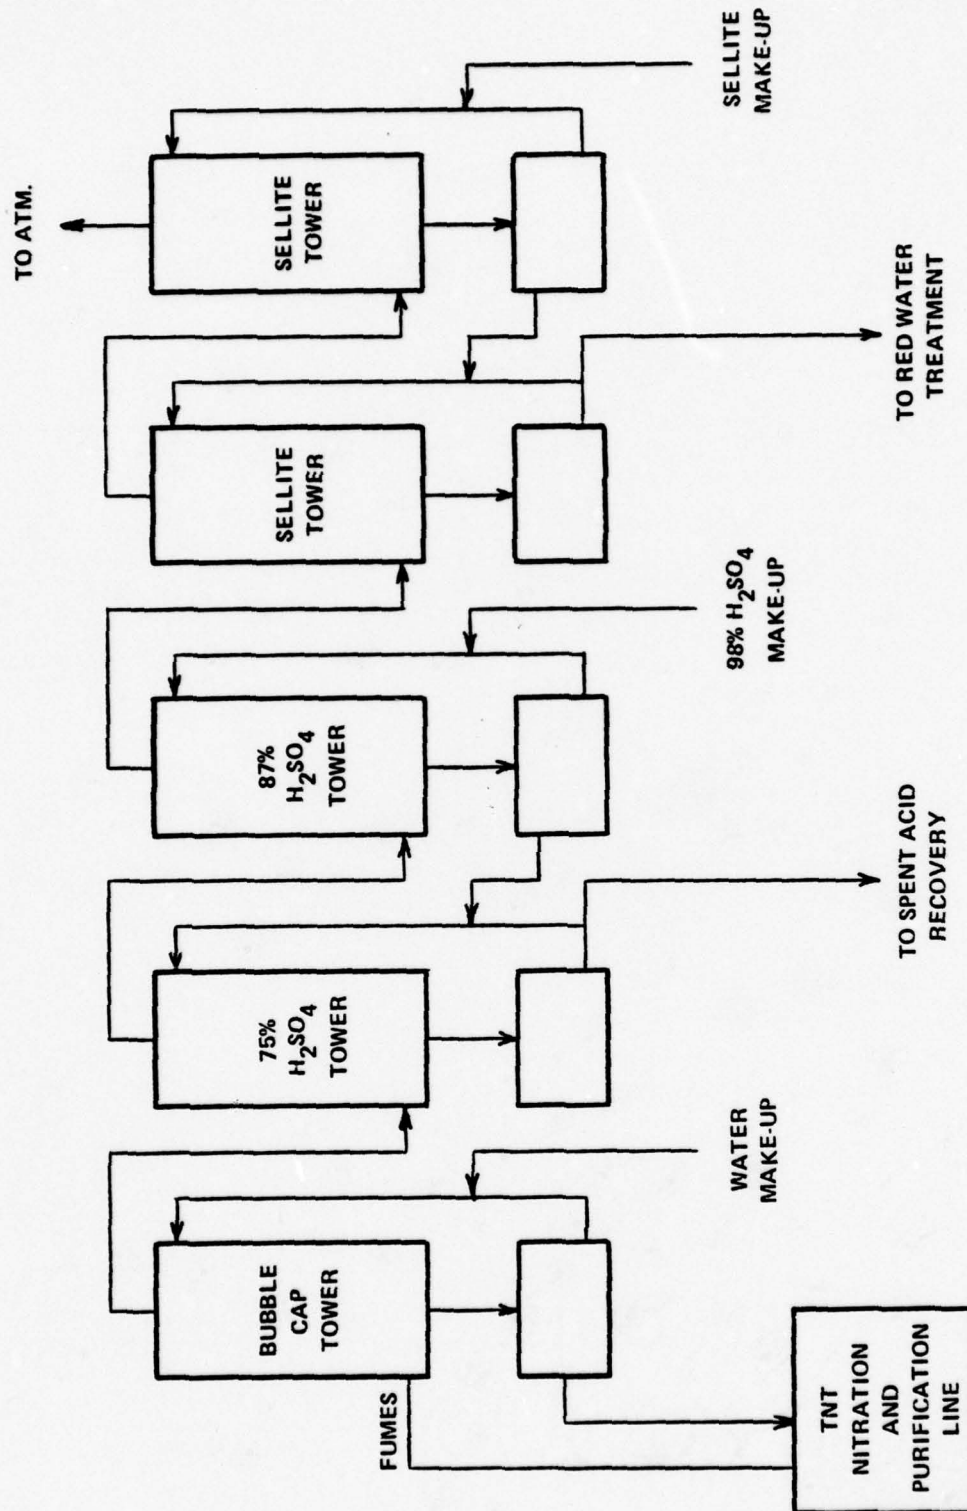 TO ATM.
SELLITE
TOWER
SELLITE
MAKE-UP
SELLITE
TOWER
TO RED WATER
TREATMENT
87%
H2SO4
TOWER
98% H2SO4
MAKE-UP
75%
H2SO4
TOWER
TO SPENT ACID
RECOVERY
BUBBLE
CAP
TOWER
WATER
MAKE-UP
FUMES
TNT
NITRATION
AND
PURIFICATION
LINE